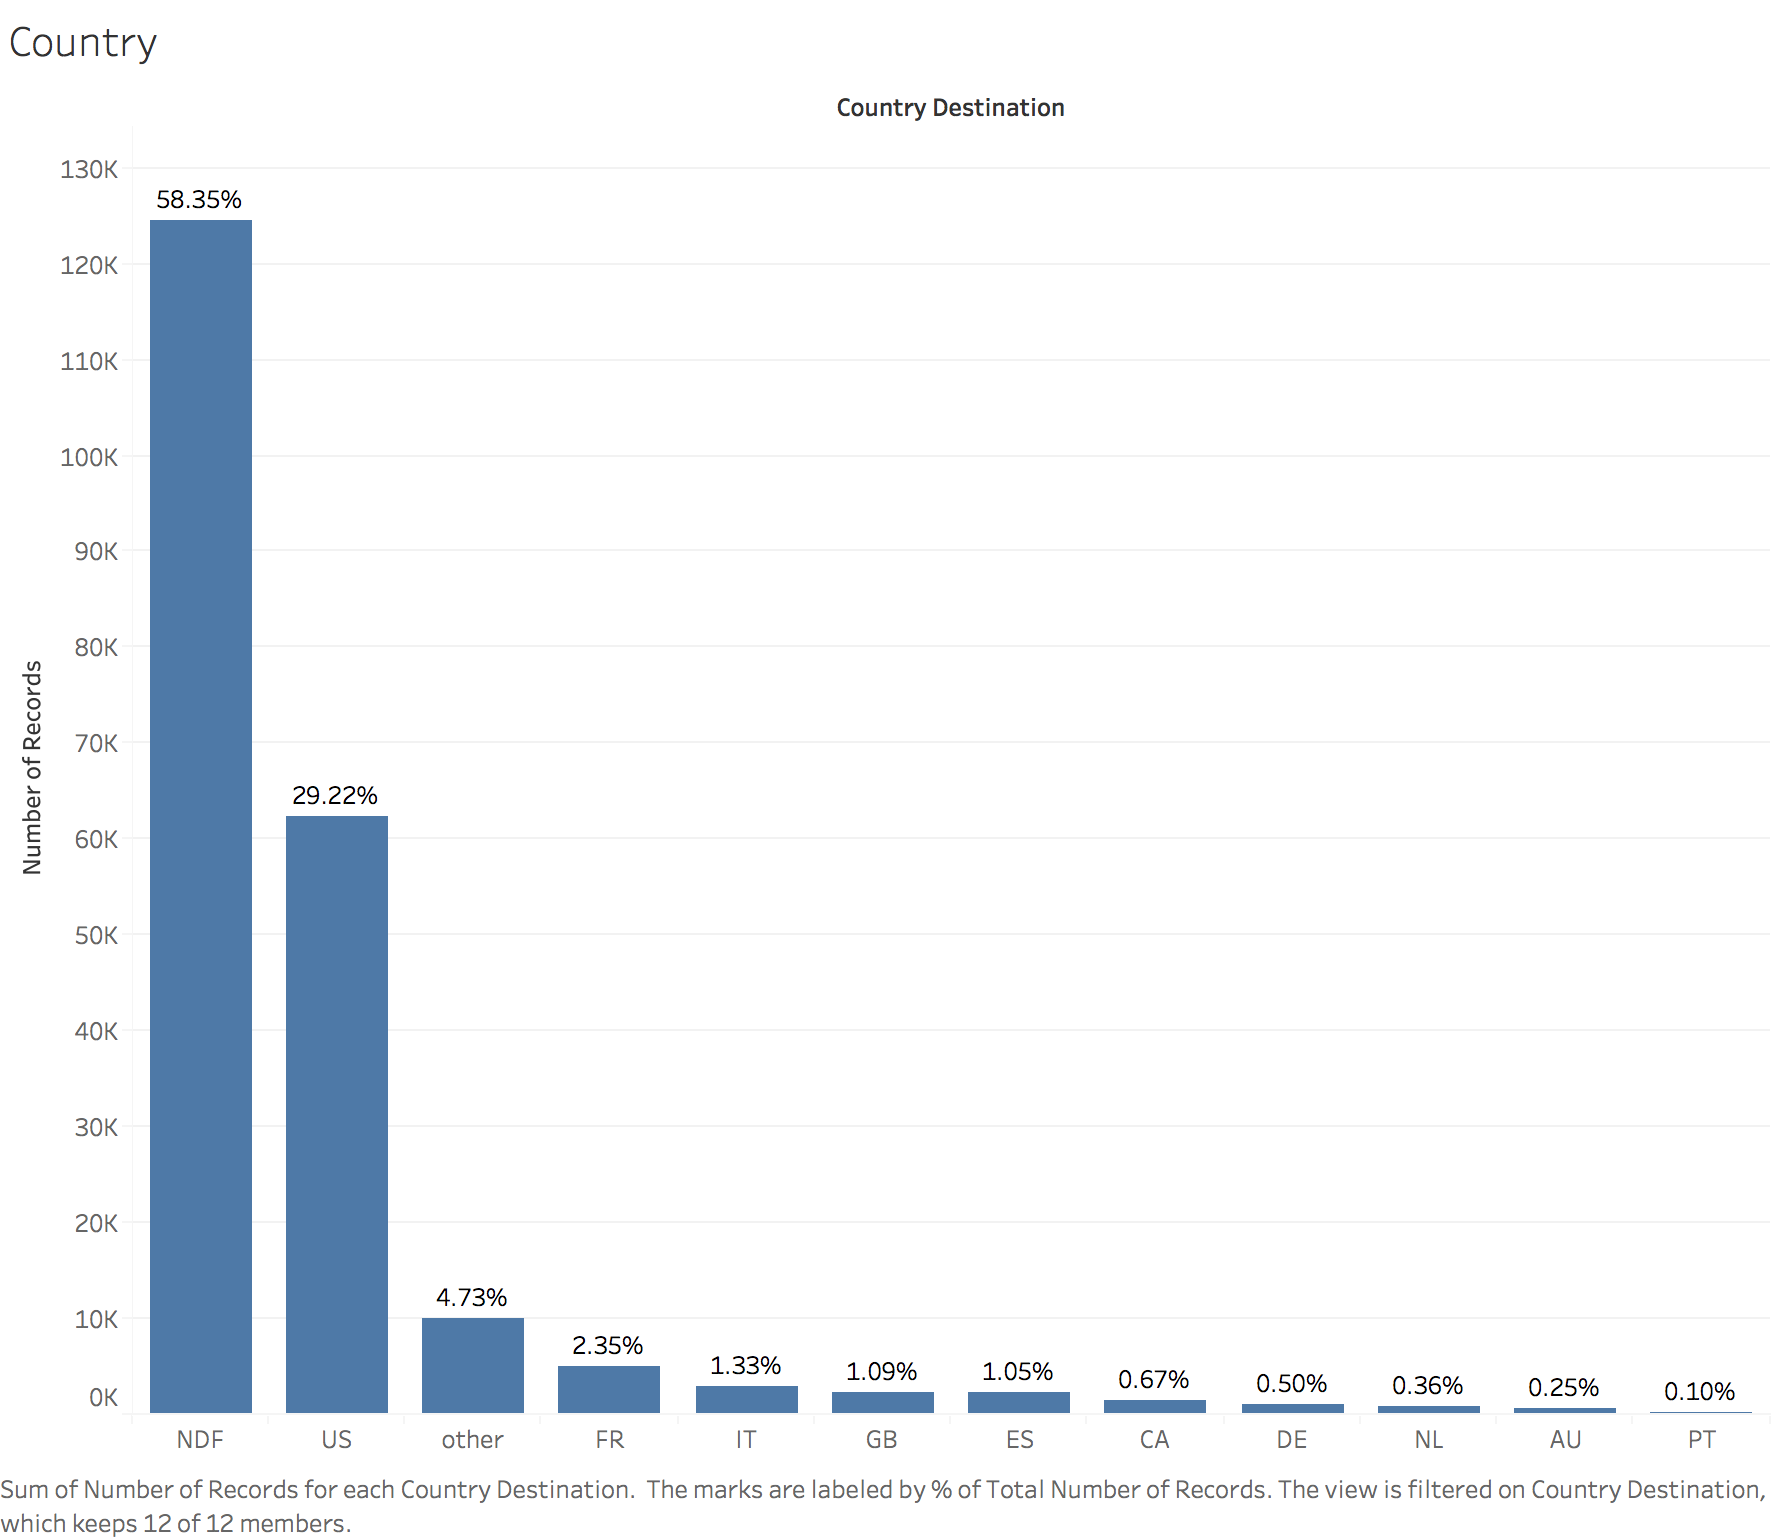 Country
Country Destination
Number of Records
130K
120K
110K
100K
90K
80K
70K
60K
50K
40K
30K
20K
10K
0K
58.35%
29.22%
4.73%
2.35%
1.33%
1.09%
1.05%
0.67%
0.50%
0.36%
0.25%
0.10%
NDF
US
other
FR
IT
GB
ES
CA
DE
NL
AU
PT
Sum of Number of Records for each Country Destination.  The marks are labeled by % of Total Number of Records. The view is filtered on Country Destination,
which keeps 12 of 12 members.